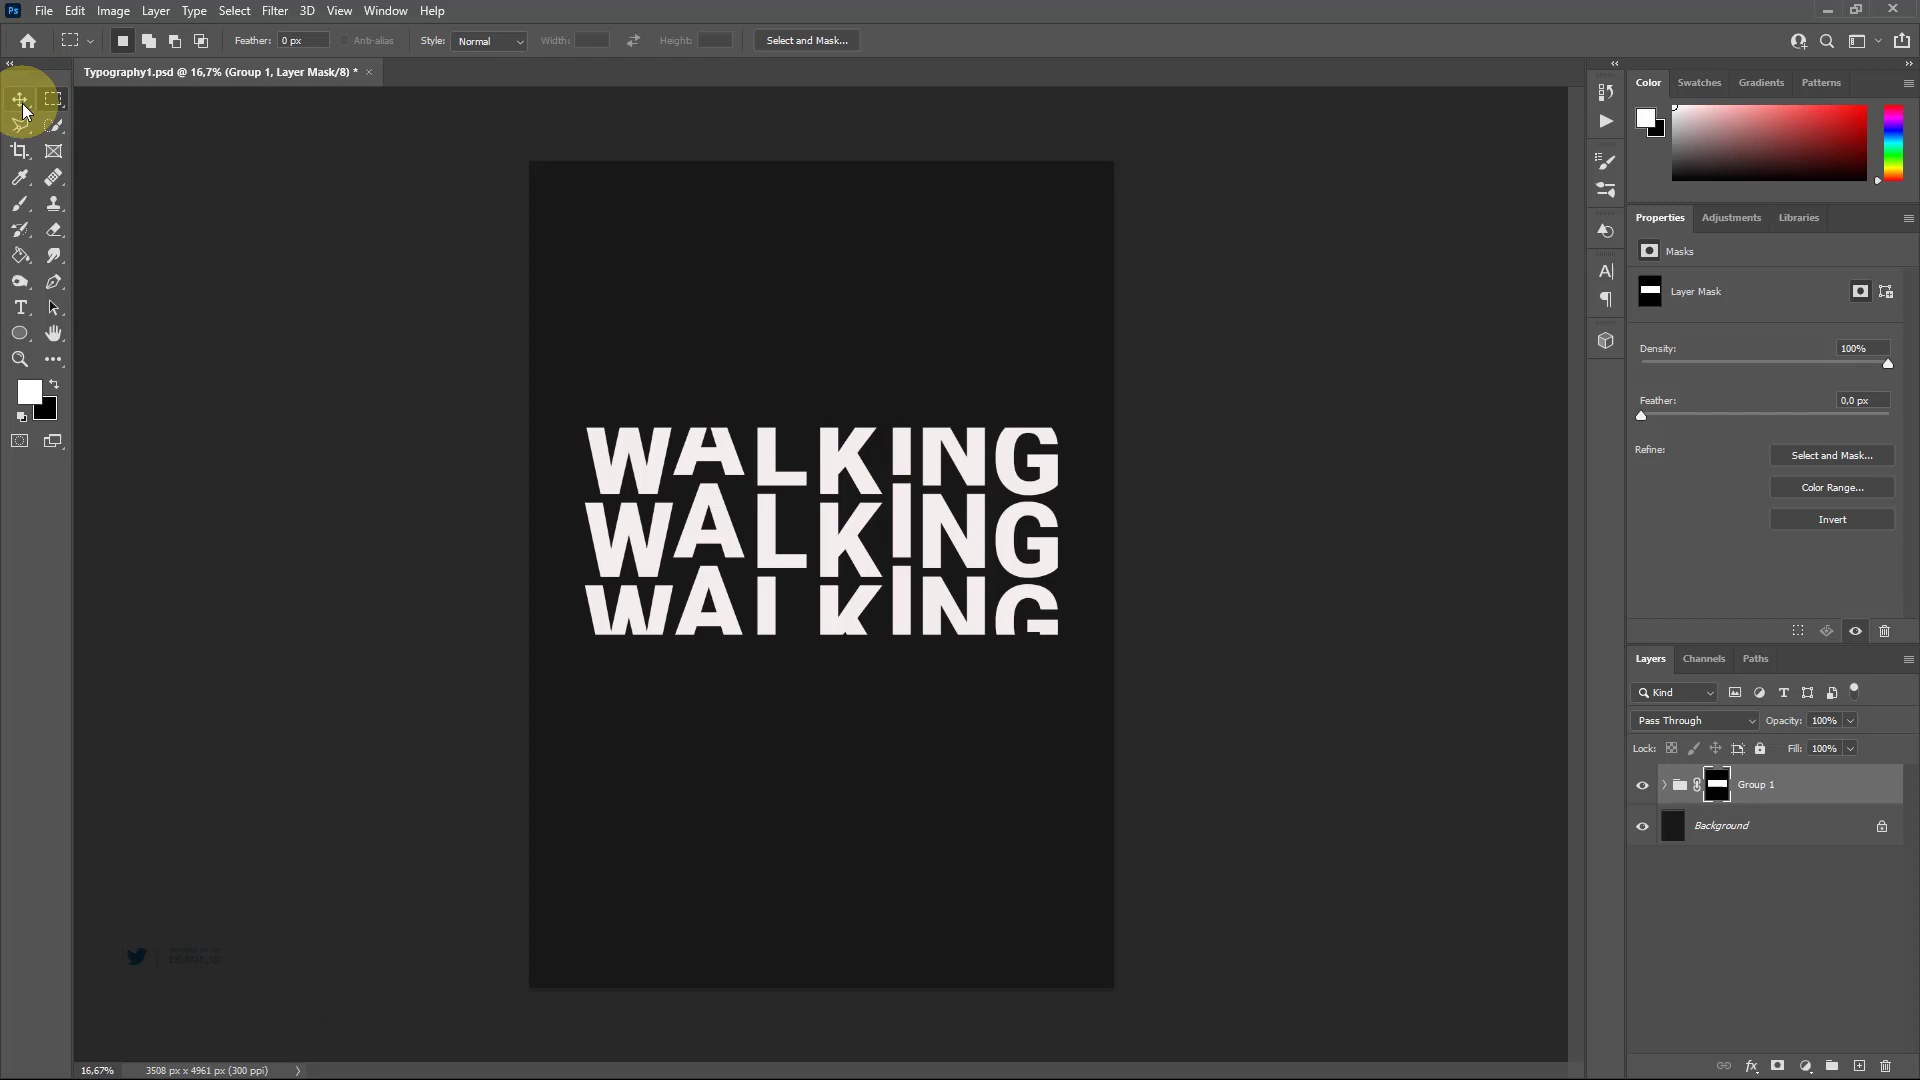 Ps File Edit Image Layer Type Select Filter 3D View Window Help
Feather: 0 px Anti-alias Style: Normal Width: Height: Select and Mask...
Typography1.psd @ 16,7% (Group 1, Layer Mask/8) * ×
Color Swatches Gradients Patterns
Properties Adjustments Libraries
Masks
Layer Mask
Density: 100%
Feather: 0,0 px
Refine: Select and Mask...
Color Range...
Invert
WALKING
WALKING
WALKING
Layers Channels Paths
Kind
Pass Through Opacity: 100%
Lock: Fill: 100%
Group 1
Background
16,67% 3508 px x 4961 px (300 ppi)